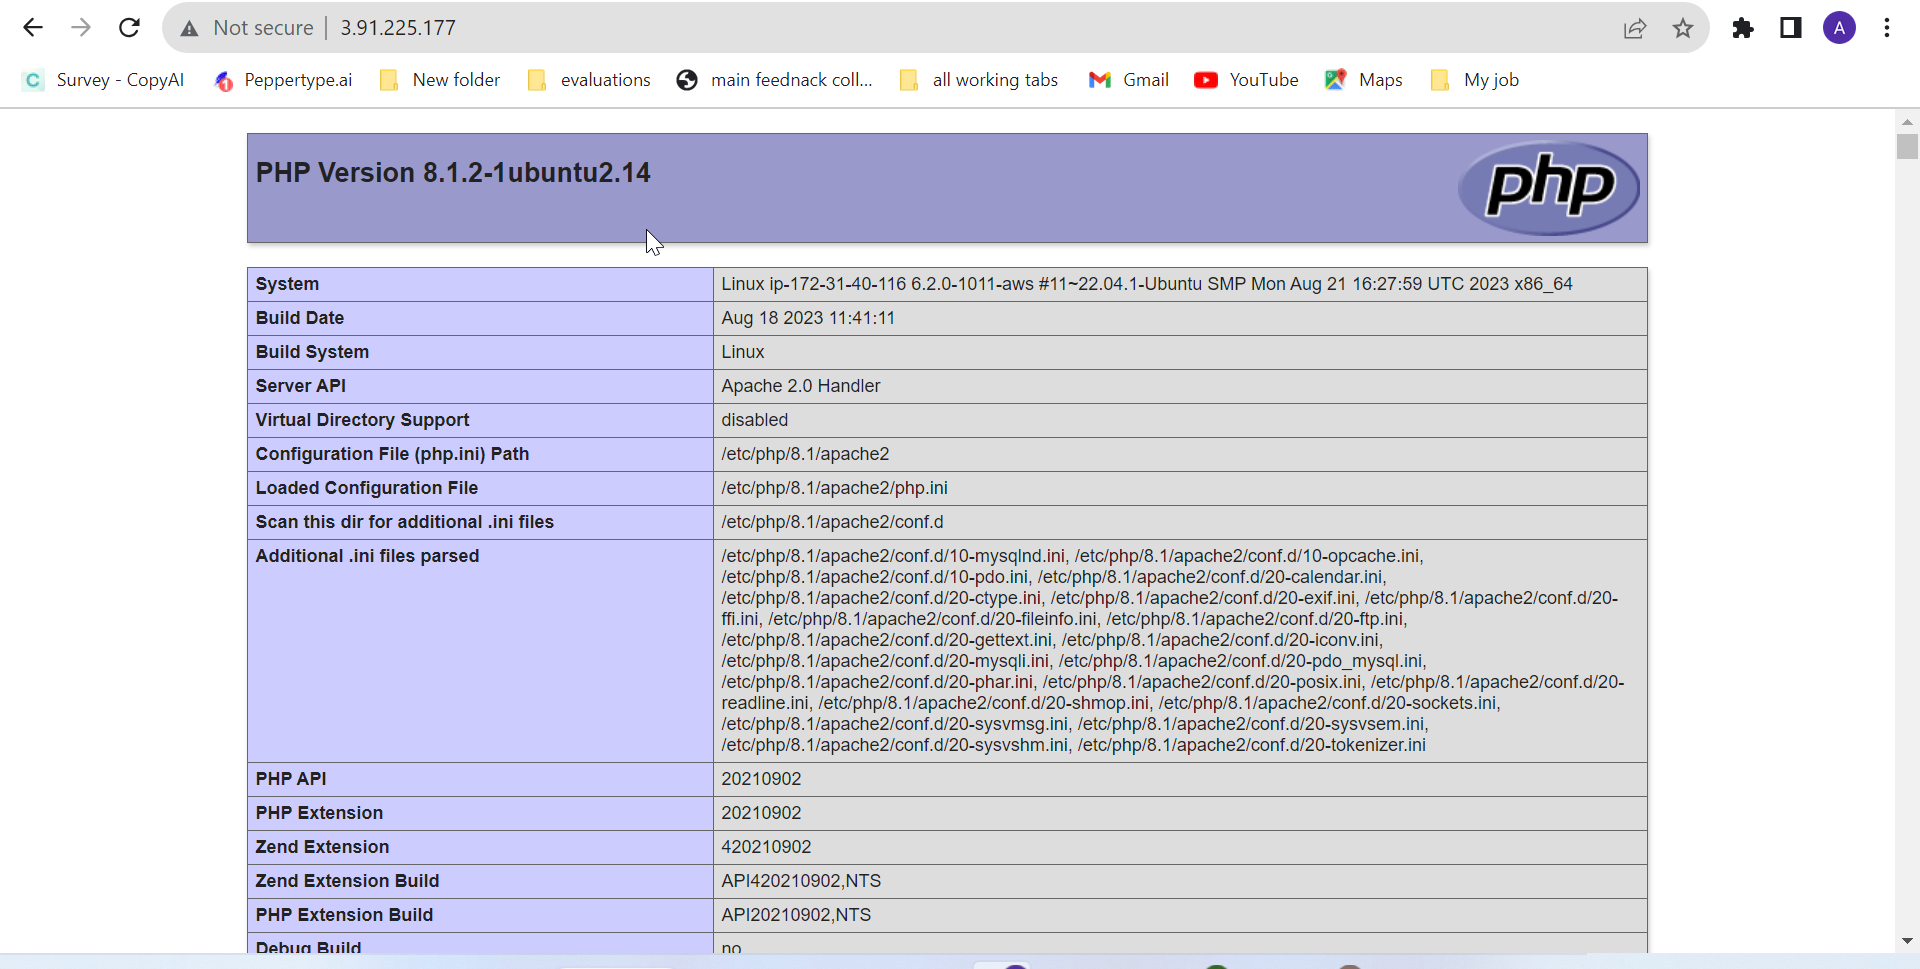 Not secure | 3.91.225.177
A
C Survey - CopyAI Peppertype.ai New folder evaluations main feednack coll... all working tabs Gmail YouTube Maps My job
PHP Version 8.1.2-1ubuntu2.14
php
System Linux ip-172-31-40-116 6.2.0-1011-aws #11~22.04.1-Ubuntu SMP Mon Aug 21 16:27:59 UTC 2023 x86_64
Build Date Aug 18 2023 11:41:11
Build System Linux
Server API Apache 2.0 Handler
Virtual Directory Support disabled
Configuration File (php.ini) Path /etc/php/8.1/apache2
Loaded Configuration File /etc/php/8.1/apache2/php.ini
Scan this dir for additional .ini files /etc/php/8.1/apache2/conf.d
Additional .ini files parsed /etc/php/8.1/apache2/conf.d/10-mysqlnd.ini, /etc/php/8.1/apache2/conf.d/10-opcache.ini,
/etc/php/8.1/apache2/conf.d/10-pdo.ini, /etc/php/8.1/apache2/conf.d/20-calendar.ini,
/etc/php/8.1/apache2/conf.d/20-ctype.ini, /etc/php/8.1/apache2/conf.d/20-exif.ini, /etc/php/8.1/apache2/conf.d/20-
ffi.ini, /etc/php/8.1/apache2/conf.d/20-fileinfo.ini, /etc/php/8.1/apache2/conf.d/20-ftp.ini,
/etc/php/8.1/apache2/conf.d/20-gettext.ini, /etc/php/8.1/apache2/conf.d/20-iconv.ini,
/etc/php/8.1/apache2/conf.d/20-mysqli.ini, /etc/php/8.1/apache2/conf.d/20-pdo_mysql.ini,
/etc/php/8.1/apache2/conf.d/20-phar.ini, /etc/php/8.1/apache2/conf.d/20-posix.ini, /etc/php/8.1/apache2/conf.d/20-
readline.ini, /etc/php/8.1/apache2/conf.d/20-shmop.ini, /etc/php/8.1/apache2/conf.d/20-sockets.ini,
/etc/php/8.1/apache2/conf.d/20-sysvmsg.ini, /etc/php/8.1/apache2/conf.d/20-sysvsem.ini,
/etc/php/8.1/apache2/conf.d/20-sysvshm.ini, /etc/php/8.1/apache2/conf.d/20-tokenizer.ini
PHP API 20210902
PHP Extension 20210902
Zend Extension 420210902
Zend Extension Build API420210902,NTS
PHP Extension Build API20210902,NTS
Debug Build no